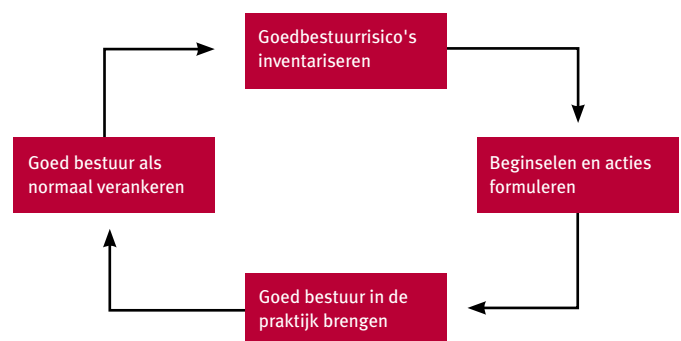 Goedbestuurrisico's
inventariseren
Beginselen en acties
formuleren
Goed bestuur in de
praktijk brengen
Goed bestuur als
normaal verankeren